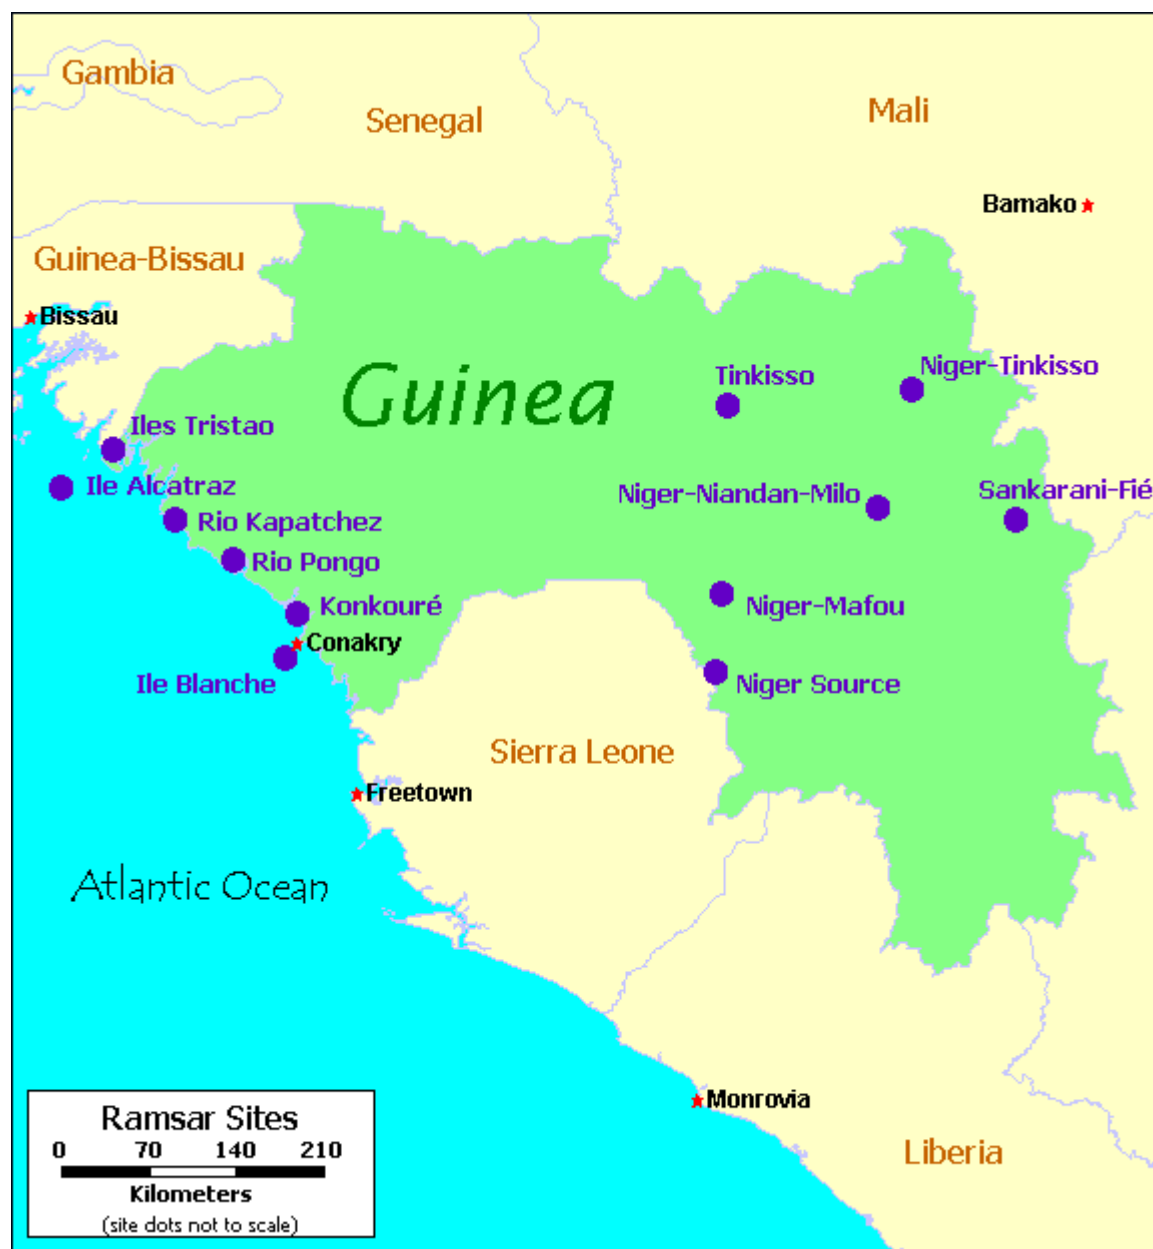 Gambia
Senegal
Mali
Bamako
Guinea-Bissau
Bissau
Guinea
Tinkisso
Niger-Tinkisso
Iles Tristao
Ile Alcatraz
Niger-Niandan-Milo
Sankarani-Fié
Rio Kapatchez
Rio Pongo
Konkouré
Niger-Mafou
Conakry
Ile Blanche
Niger Source
Sierra Leone
Freetown
Atlantic Ocean
Monrovia
Liberia
Ramsar Sites
0 70 140 210
Kilometers
(site dots not to scale)